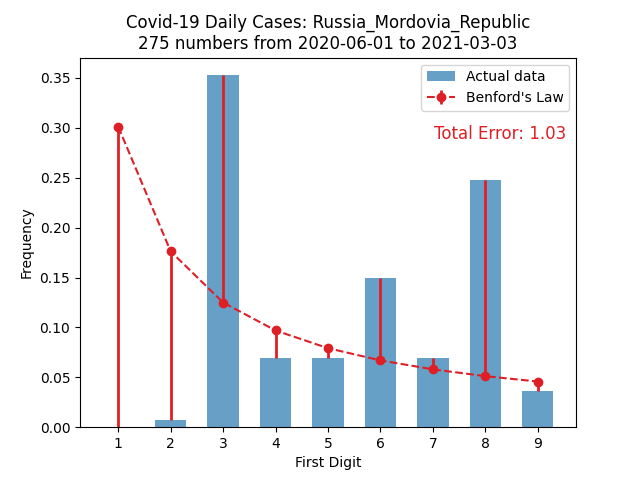 Covid-19 Daily Cases: Russia_Mordovia_Republic
275 numbers from 2020-06-01 to 2021-03-03
Actual data
Benford's Law
Total Error: 1.03
Frequency
0.35
0.30
0.25
0.20
0.15
0.10
0.05
0.00
1 2 3 4 5 6 7 8 9
First Digit